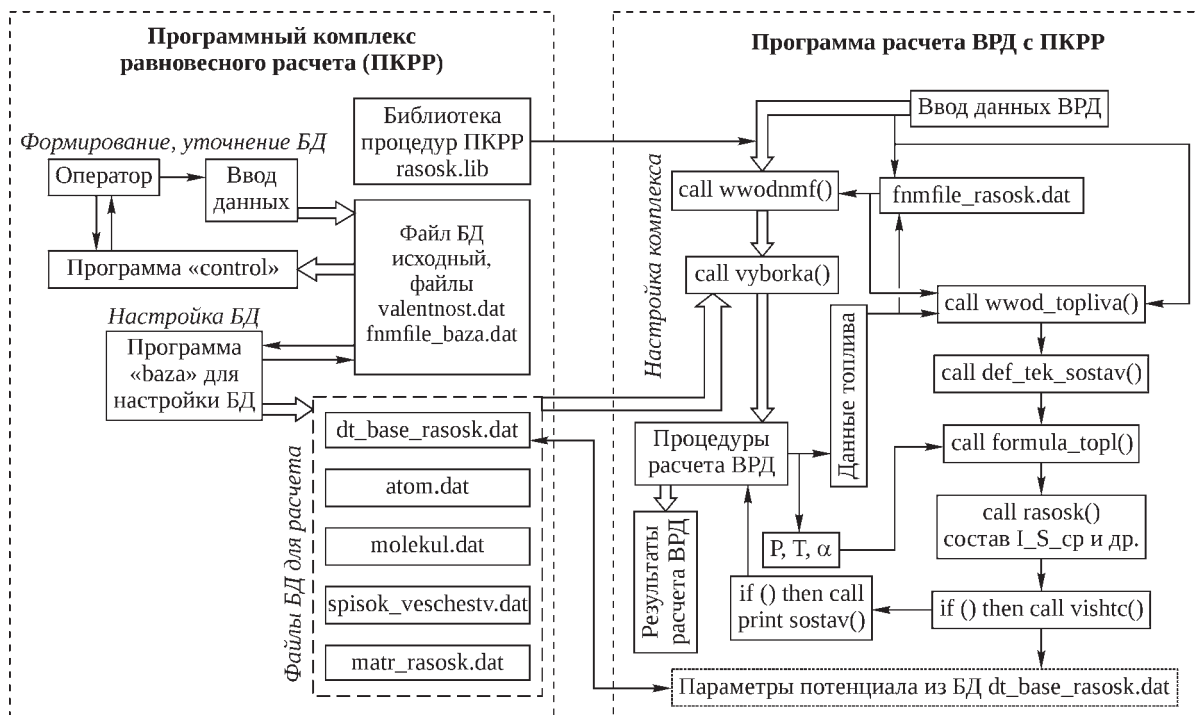 Программный комплекс
равновесного расчета (ПКРР)
Формирование, уточнение БД
Оператор
Ввод
данных
Программа «control»
Библиотека
процедур ПКРР
rasosk.lib
Файл БД
исходный,
файлы
valentnost.dat
fnmfile_baza.dat
Настройка БД
Программа
«baza» для
настройки БД
Файлы БД для расчета
dt_base_rasosk.dat
atom.dat
molekul.dat
spisok_veschestv.dat
matr_rasosk.dat
Программа расчета ВРД с ПКРР
Ввод данных ВРД
Настройка комплекса
call wwodnmf()
fnmfile_rasosk.dat
call vyborka()
call wwod_topliva()
Данные топлива
call def_tek_sostav()
Процедуры
расчета ВРД
call formula_topl()
Результаты
расчета ВРД
P, T, α
call rasosk()
состав I_S_cp и др.
if () then call
print sostav()
if () then call vishtc()
Параметры потенциала из БД dt_base_rasosk.dat